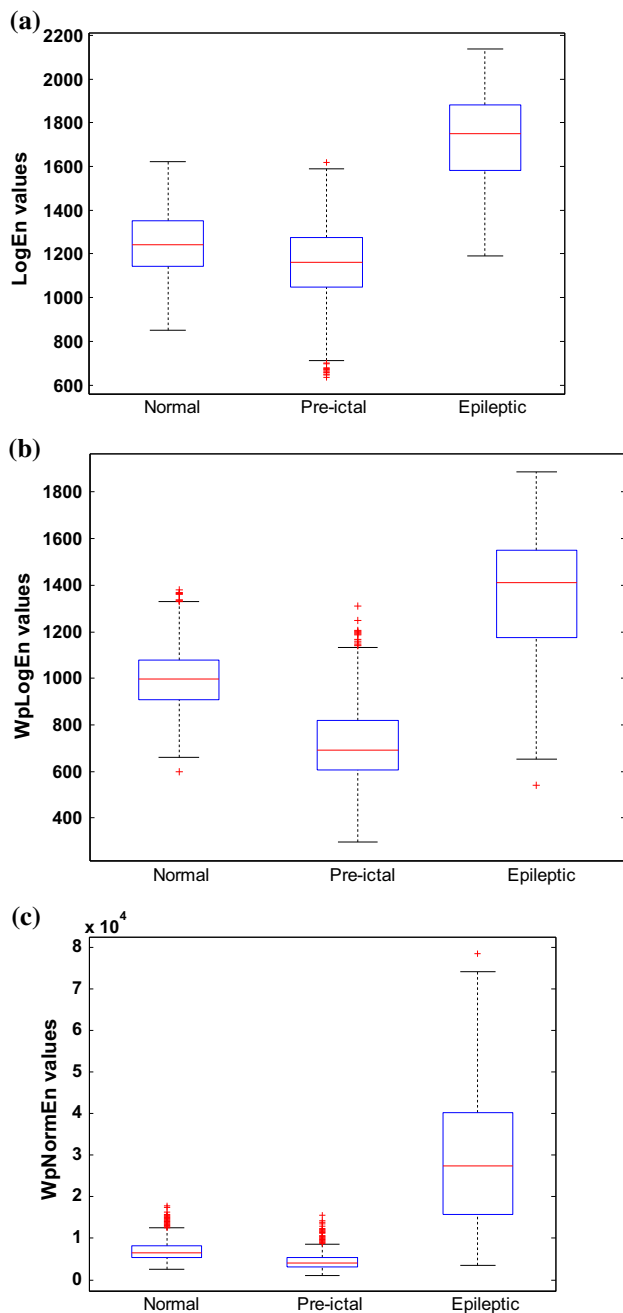 (a)
2200
2000
1800
1600
1400
1200
1000
800
600
LogEn values
Normal Pre-ictal Epileptic
(b)
1800
1600
1400
1200
1000
800
600
400
WpLogEn values
Normal Pre-ictal Epileptic
(c)
x 10^4
8
7
6
5
4
3
2
1
0
WpNormEn values
Normal Pre-ictal Epileptic